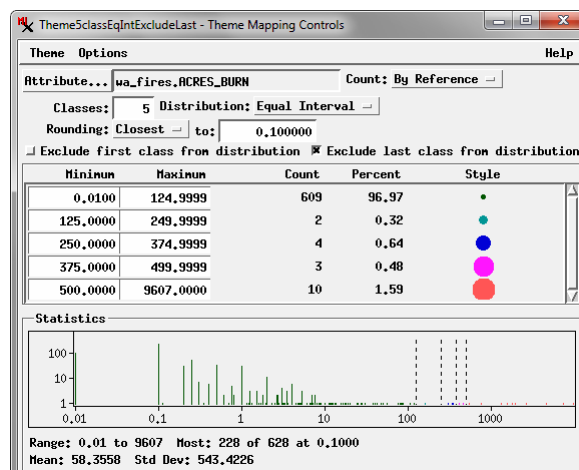 Theme5classEqIntExcludeLast - Theme Mapping Controls
Theme Options Help
Attribute... wa_fires.ACRES_BURN Count: By Reference
Classes: 5 Distribution: Equal Interval
Rounding: Closest to: 0.100000
Exclude first class from distribution Exclude last class from distribution
Minimum Maximum Count Percent Style
0.0100 124.9999 609 96.97
125.0000 249.9999 2 0.32
250.0000 374.9999 4 0.64
375.0000 499.9999 3 0.48
500.0000 9607.0000 10 1.59
Statistics
100
10
1
0.01 0.1 1 10 100 1000
Range: 0.01 to 9607 Most: 228 of 628 at 0.1000
Mean: 58.3558 Std Dev: 543.4226